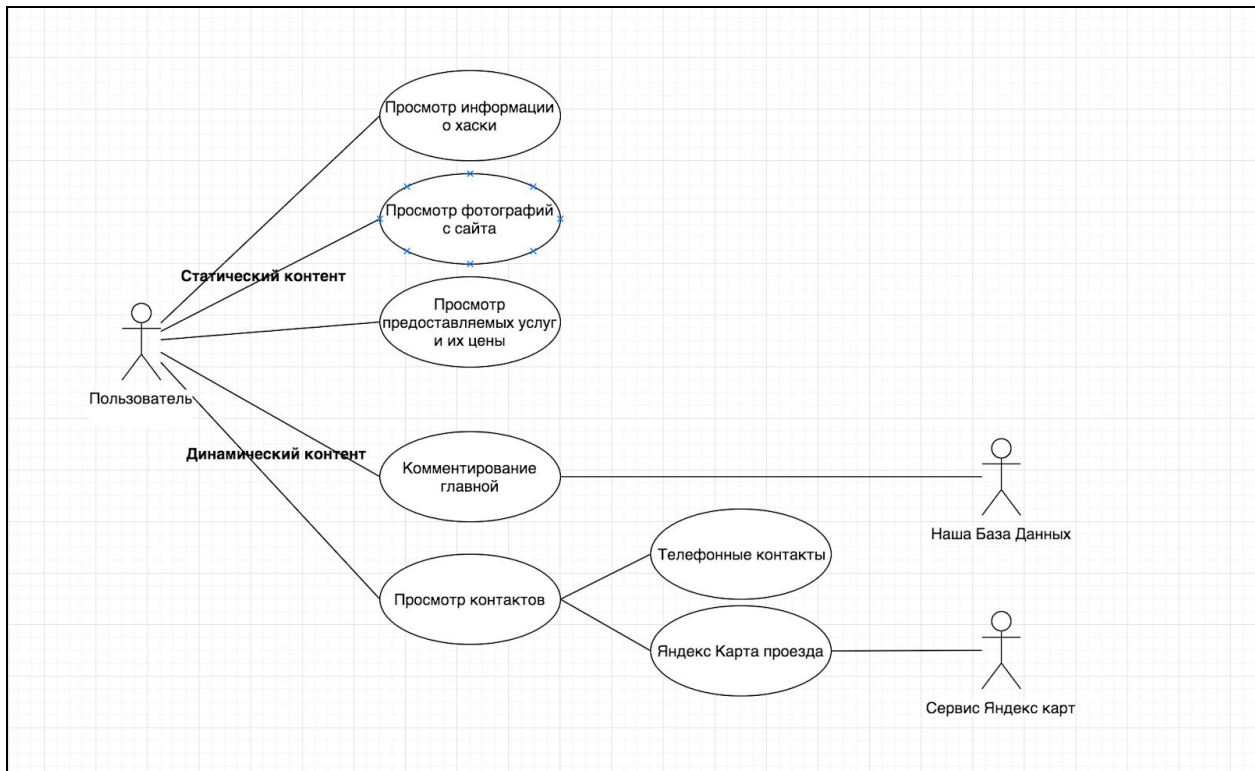 Просмотр информации
о хаски
Просмотр фотографий
с сайта
Статический контент
Просмотр
предоставляемых услуг
и их цены
Пользователь
Динамический контент
Комментирование
главной
Наша База Данных
Телефонные контакты
Просмотр контактов
Яндекс Карта проезда
Сервис Яндекс карт